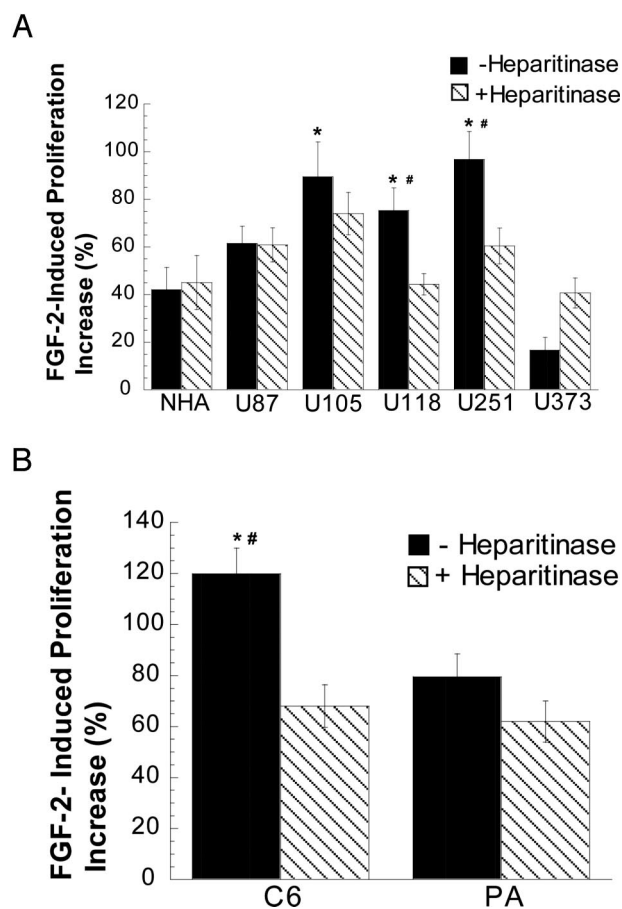 A
-Heparitinase
+Heparitinase
FGF-2-Induced Proliferation
Increase (%)
120
100
80
60
40
20
0
*
* #
* #
NHA U87 U105 U118 U251 U373
B
- Heparitinase
+ Heparitinase
FGF-2- Induced Proliferation
Increase (%)
140
120
100
80
60
40
20
0
* #
C6 PA